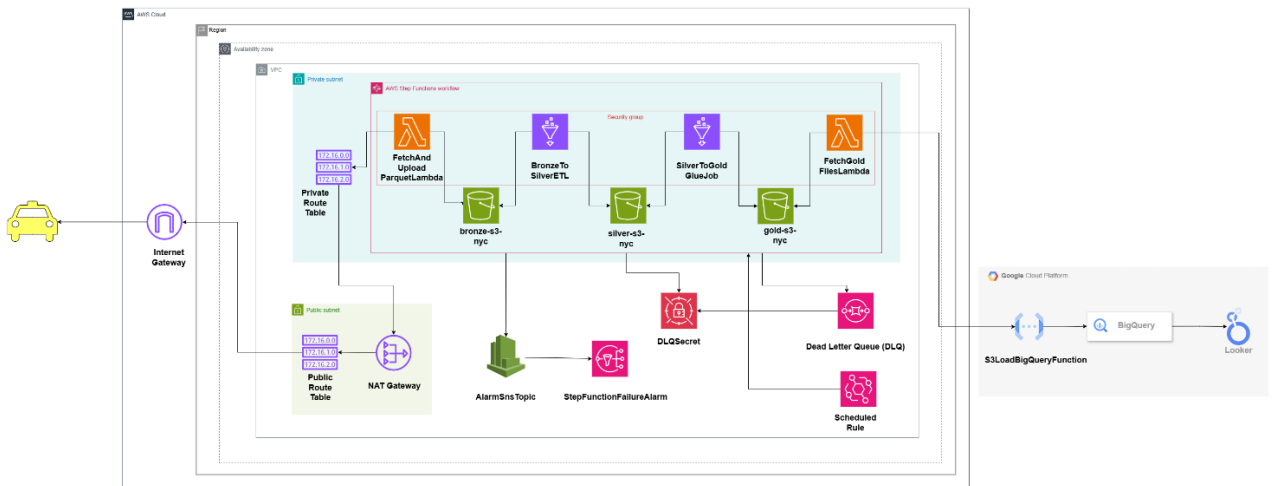 AWS Cloud
Region
Availability zone
VPC
Private subnet
AWS Step Functions workflow
Security group
FetchAnd
Upload
ParquetLambda
BronzeTo
SilverETL
SilverToGold
GlueJob
FetchGold
FilesLambda
172.16.0.0
172.16.1.0
172.16.2.0
Private
Route
Table
bronze-s3-
nyc
silver-s3-
nyc
gold-s3-
nyc
Internet
Gateway
Public subnet
172.16.0.0
172.16.1.0
172.16.2.0
Public
Route
Table
NAT Gateway
AlarmSnsTopic
StepFunctionFailureAlarm
DLQSecret
Dead Letter Queue (DLQ)
Scheduled
Rule
Google Cloud Platform
S3LoadBigQueryFunction
BigQuery
Looker